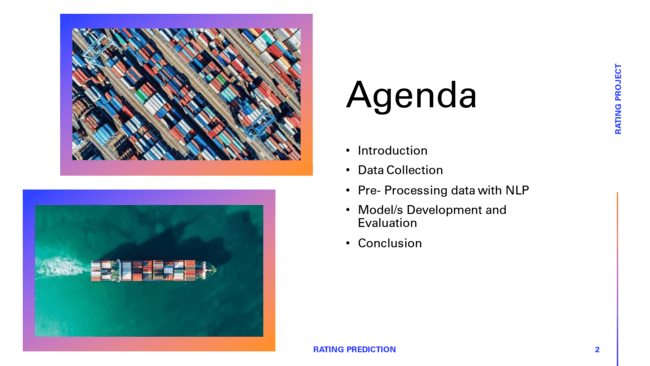 Agenda
RATING PROJECT
• Introduction
• Data Collection
• Pre- Processing data with NLP
• Model/s Development and
Evaluation
• Conclusion
RATING PREDICTION
2